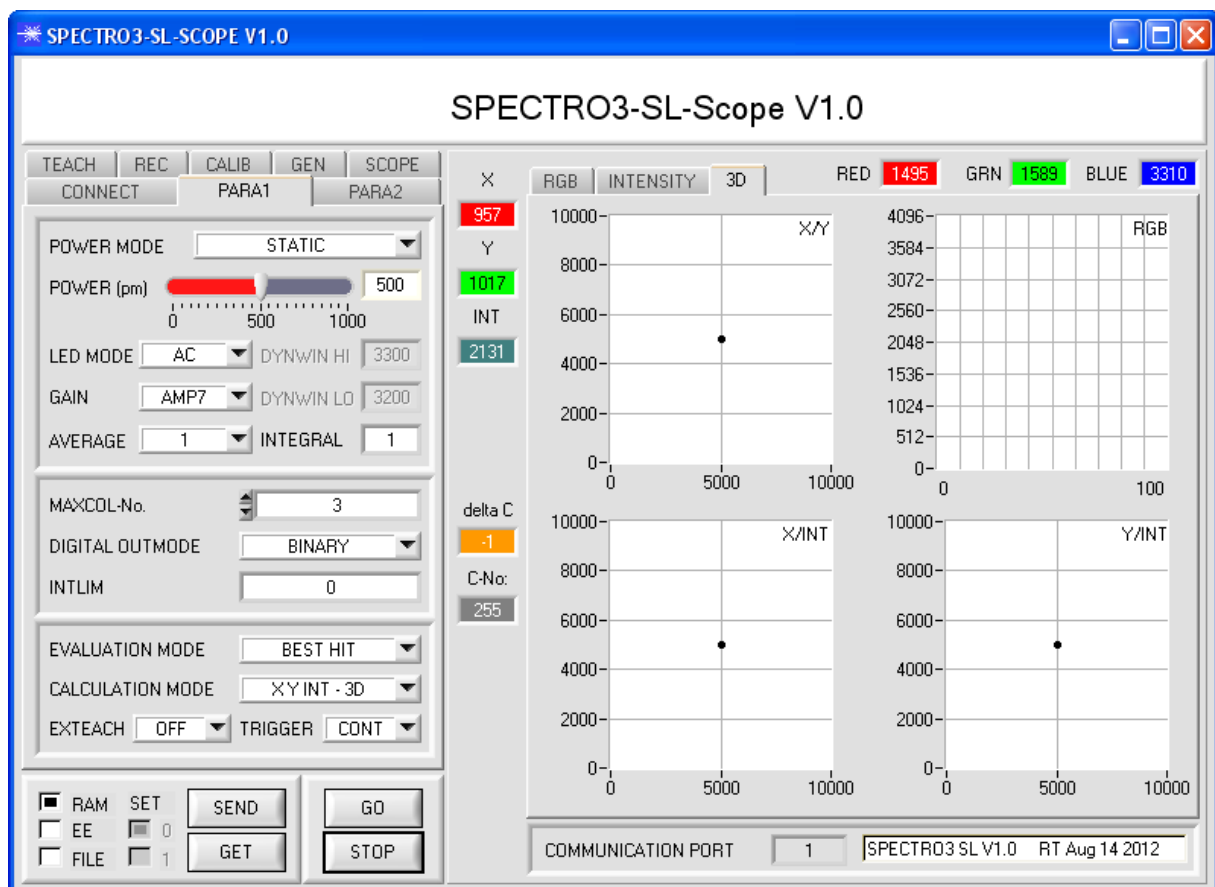 SPECTRO3-SL-SCOPE V1.0
SPECTRO3-SL-Scope V1.0
TEACH REC CALIB GEN SCOPE
CONNECT PARA1 PARA2
POWER MODE STATIC
POWER (pm) 500
0 500 1000
LED MODE AC DYNWIN HI 3300
GAIN AMP7 DYNWIN LO 3200
AVERAGE 1 INTEGRAL 1
MAXCOL-No. 3
DIGITAL OUTMODE BINARY
INTLIM 0
EVALUATION MODE BEST HIT
CALCULATION MODE X Y INT - 3D
EXTEACH OFF TRIGGER CONT
RAM SET SEND GO
EE 0
FILE 1 GET STOP
X
957
Y
1017
INT
2131
delta C
-1
C-No:
255
RGB INTENSITY 3D RED 1495 GRN 1589 BLUE 3310
X/Y
10000
8000
6000
4000
2000
0
0 5000 10000
RGB
4096
3584
3072
2560
2048
1536
1024
512
0
0 100
X/INT
10000
8000
6000
4000
2000
0
0 5000 10000
Y/INT
10000
8000
6000
4000
2000
0
0 5000 10000
COMMUNICATION PORT 1 SPECTRO3 SL V1.0 RT Aug 14 2012